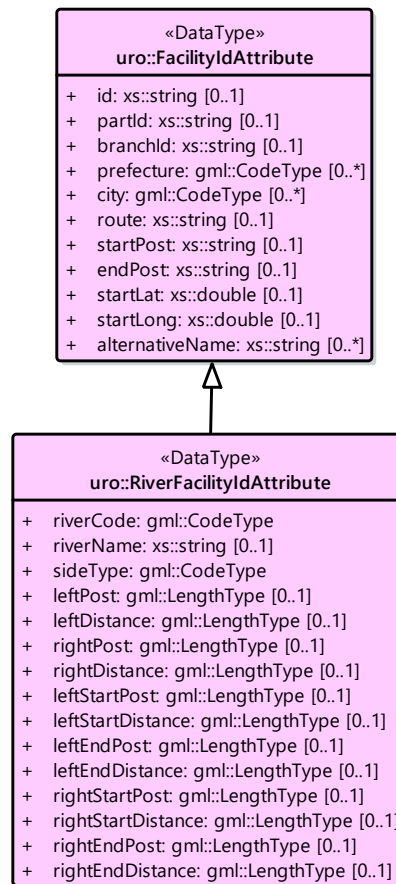 «DataType»
uro::FacilityIdAttribute
+ id: xs::string [0..1]
+ partId: xs::string [0..1]
+ branchId: xs::string [0..1]
+ prefecture: gml::CodeType [0..*]
+ city: gml::CodeType [0..*]
+ route: xs::string [0..1]
+ startPost: xs::string [0..1]
+ endPost: xs::string [0..1]
+ startLat: xs::double [0..1]
+ startLong: xs::double [0..1]
+ alternativeName: xs::string [0..*]
«DataType»
uro::RiverFacilityIdAttribute
+ riverCode: gml::CodeType
+ riverName: xs::string [0..1]
+ sideType: gml::CodeType
+ leftPost: gml::LengthType [0..1]
+ leftDistance: gml::LengthType [0..1]
+ rightPost: gml::LengthType [0..1]
+ rightDistance: gml::LengthType [0..1]
+ leftStartPost: gml::LengthType [0..1]
+ leftStartDistance: gml::LengthType [0..1]
+ leftEndPost: gml::LengthType [0..1]
+ leftEndDistance: gml::LengthType [0..1]
+ rightStartPost: gml::LengthType [0..1]
+ rightStartDistance: gml::LengthType [0..1]
+ rightEndPost: gml::LengthType [0..1]
+ rightEndDistance: gml::LengthType [0..1]